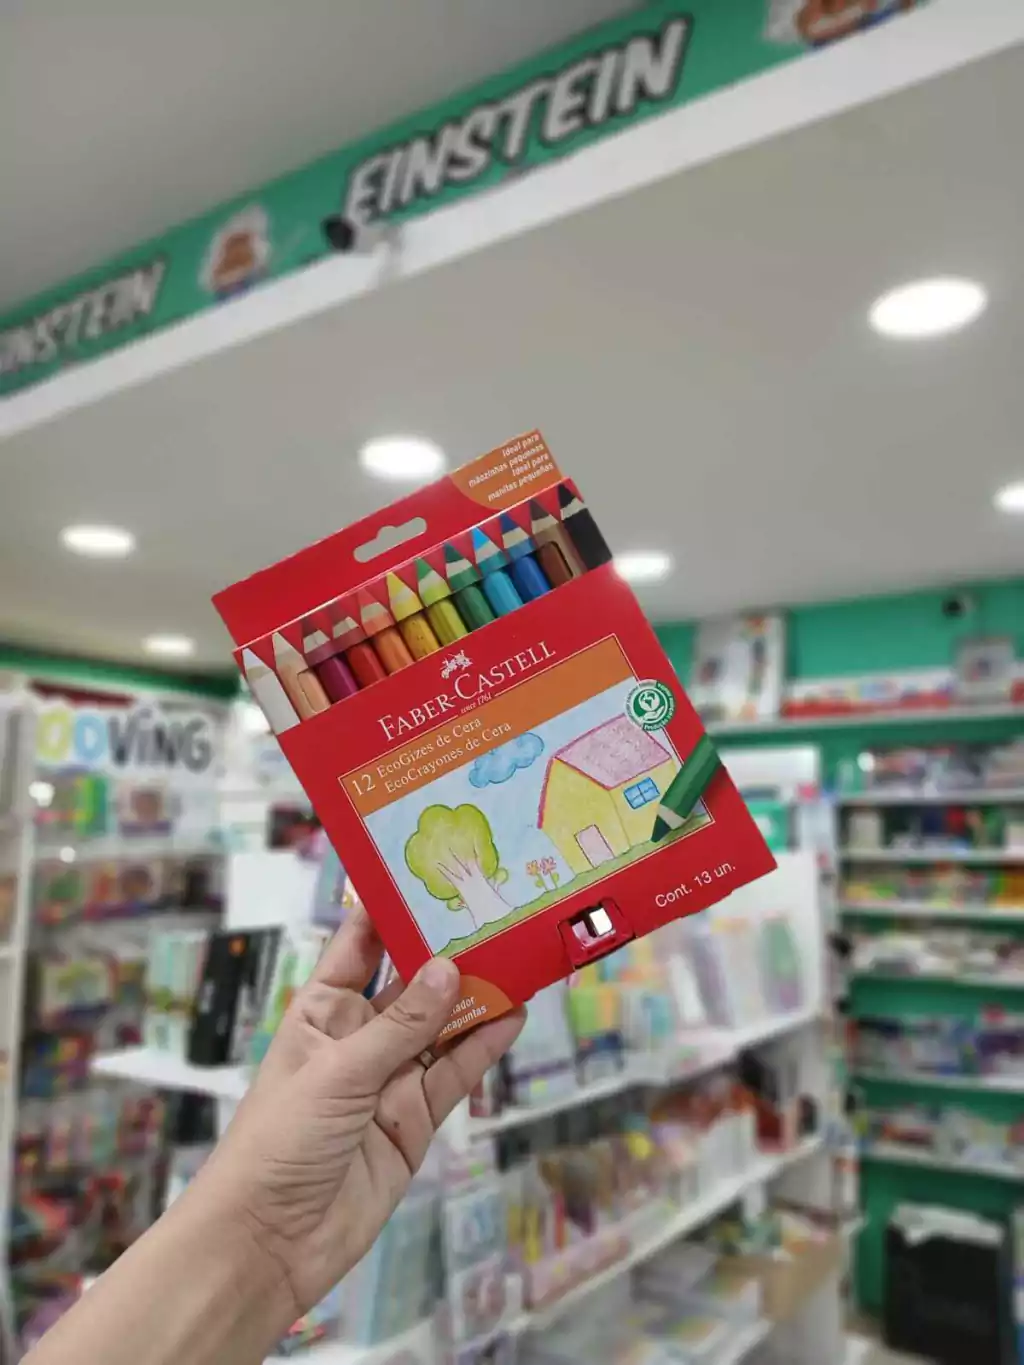 EINSTEIN
EINSTEIN
Ideal para
mãozinhas pequenas
Ideal para
manitas pequeñas
FABER-CASTELL
since 1761
12 EcoGizes de Cera
EcoCrayones de Cera
Cont. 13 un.
acapuntas